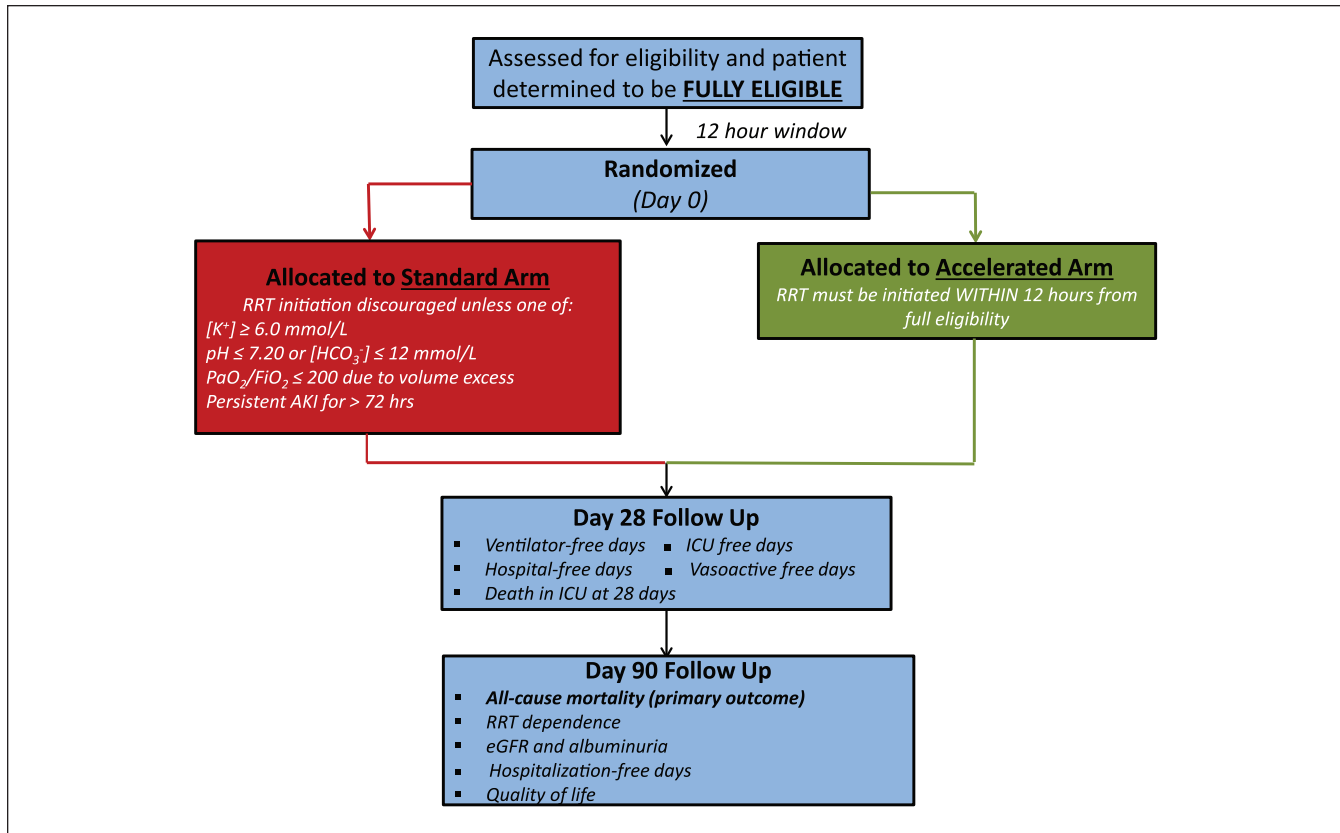 Assessed for eligibility and patient
determined to be FULLY ELIGIBLE
12 hour window
Randomized
(Day 0)
Allocated to Standard Arm
RRT initiation discouraged unless one of:
[K⁺] ≥ 6.0 mmol/L
pH ≤ 7.20 or [HCO₃⁻] ≤ 12 mmol/L
PaO₂/FiO₂ ≤ 200 due to volume excess
Persistent AKI for > 72 hrs
Allocated to Accelerated Arm
RRT must be initiated WITHIN 12 hours from
full eligibility
Day 28 Follow Up
▪ Ventilator-free days ▪ ICU free days
▪ Hospital-free days ▪ Vasoactive free days
▪ Death in ICU at 28 days
Day 90 Follow Up
▪ All-cause mortality (primary outcome)
▪ RRT dependence
▪ eGFR and albuminuria
▪ Hospitalization-free days
▪ Quality of life